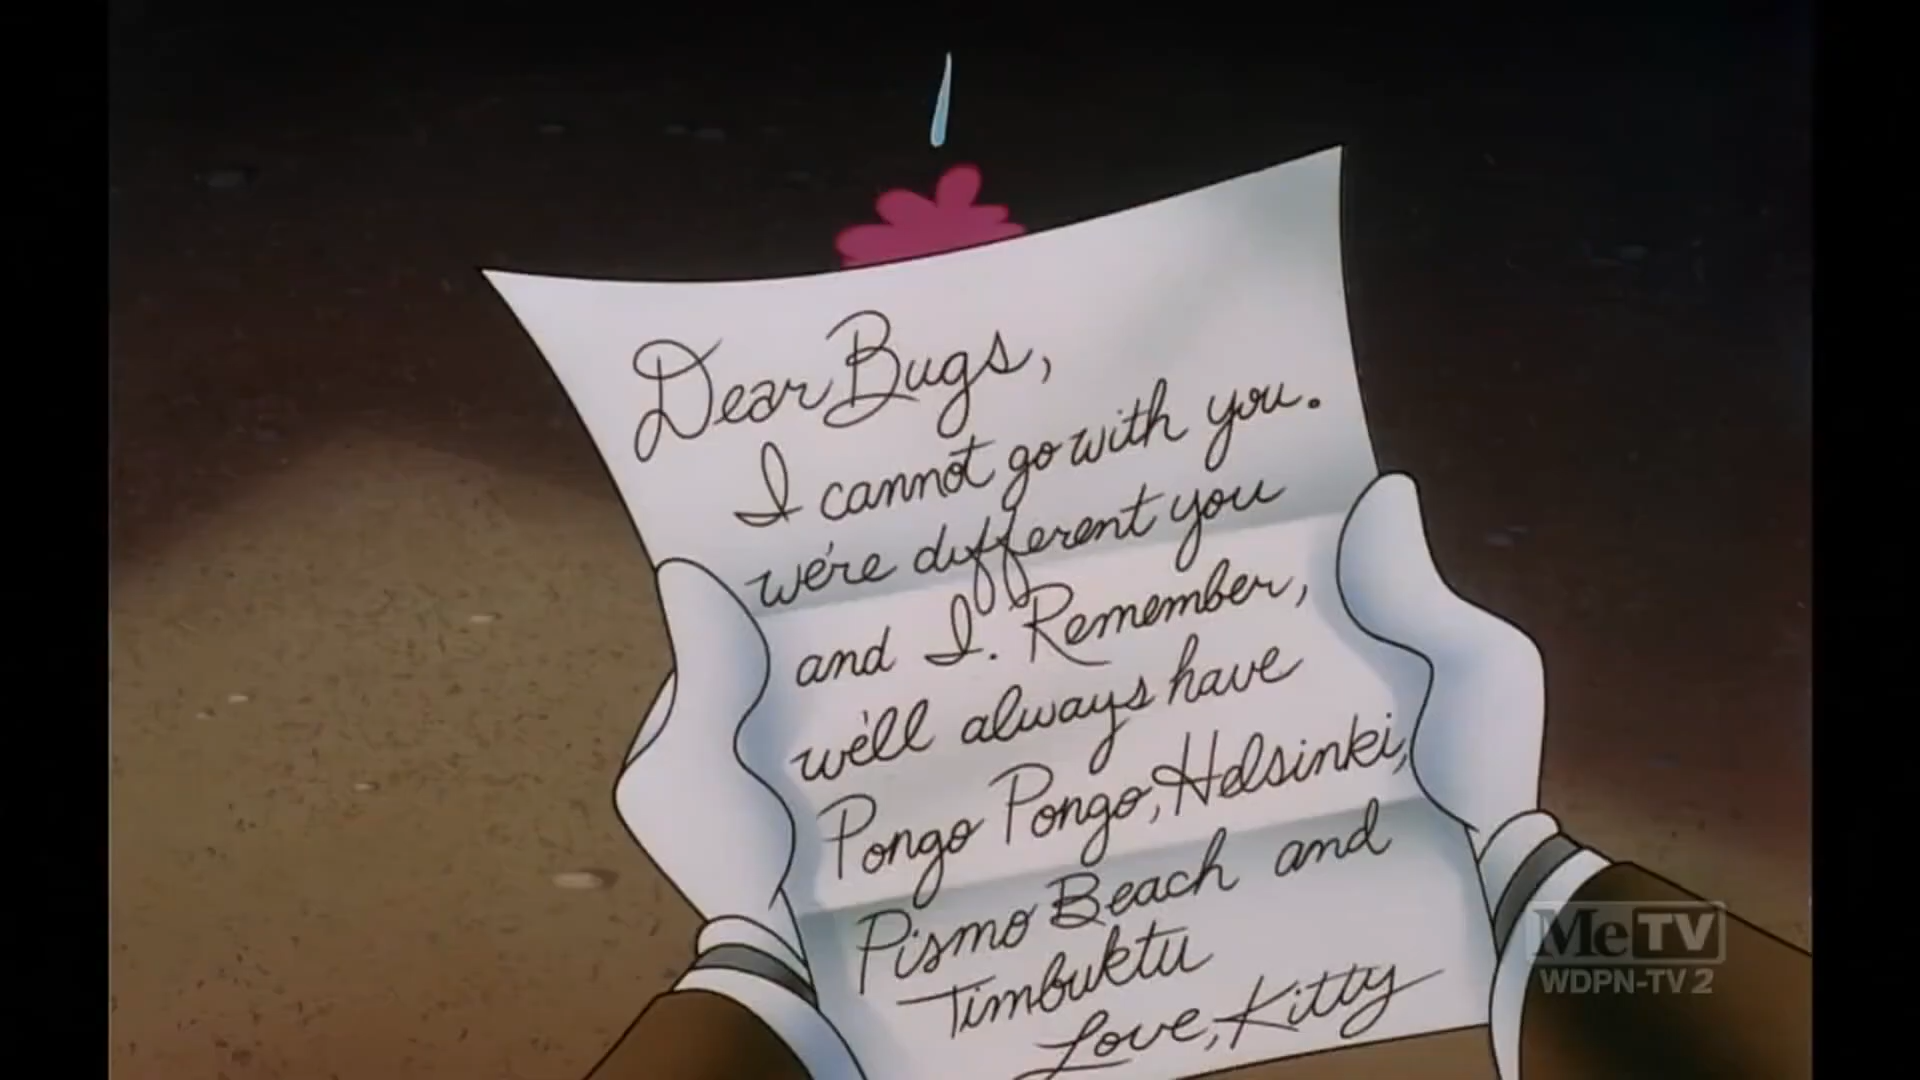 Dear Bugs,
I cannot go with you.
we're different you
and I. Remember,
we'll always have
Pongo Pongo, Helsinki,
Pismo Beach and
Timbuktu
Love, Kitty
MeTV
WDPN-TV 2